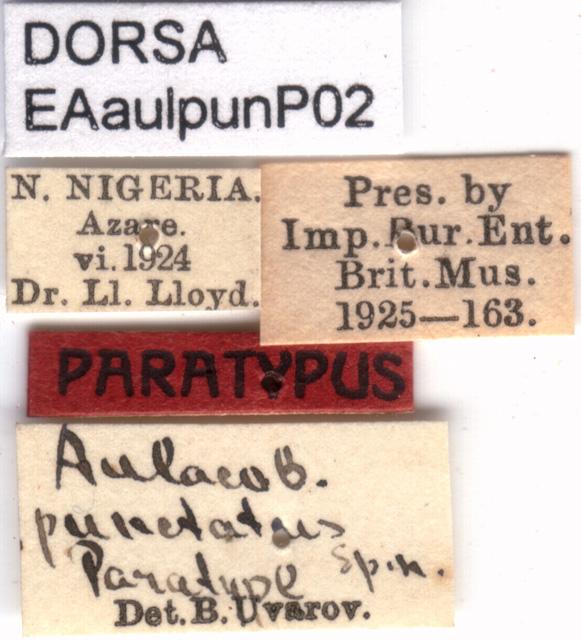 DORSA
EAaulpunP02
N. NIGERIA.
Azare.
vi.1924
Dr. Ll. Lloyd.
Pres. by
Imp.Bur.Ent.
Brit.Mus.
1925—163.
PARATYPUS
Aulacob.
punctatus
Paratype sp.n.
Det.B.Uvarov.